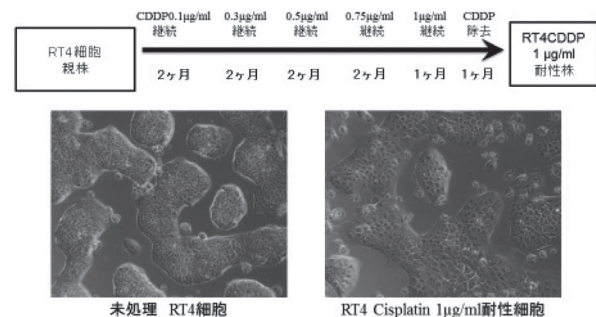 CDDP0.1μg/ml 0.3μg/ml 0.5μg/ml 0.75μg/ml 1μg/ml CDDP
継続 継続 継続 継続 継続 除去
RT4細胞
親株
2ヶ月 2ヶ月 2ヶ月 2ヶ月 1ヶ月 1ヶ月
RT4CDDP
1 μg/ml
耐性株
未処理 RT4細胞
RT4 Cisplatin 1μg/ml耐性細胞